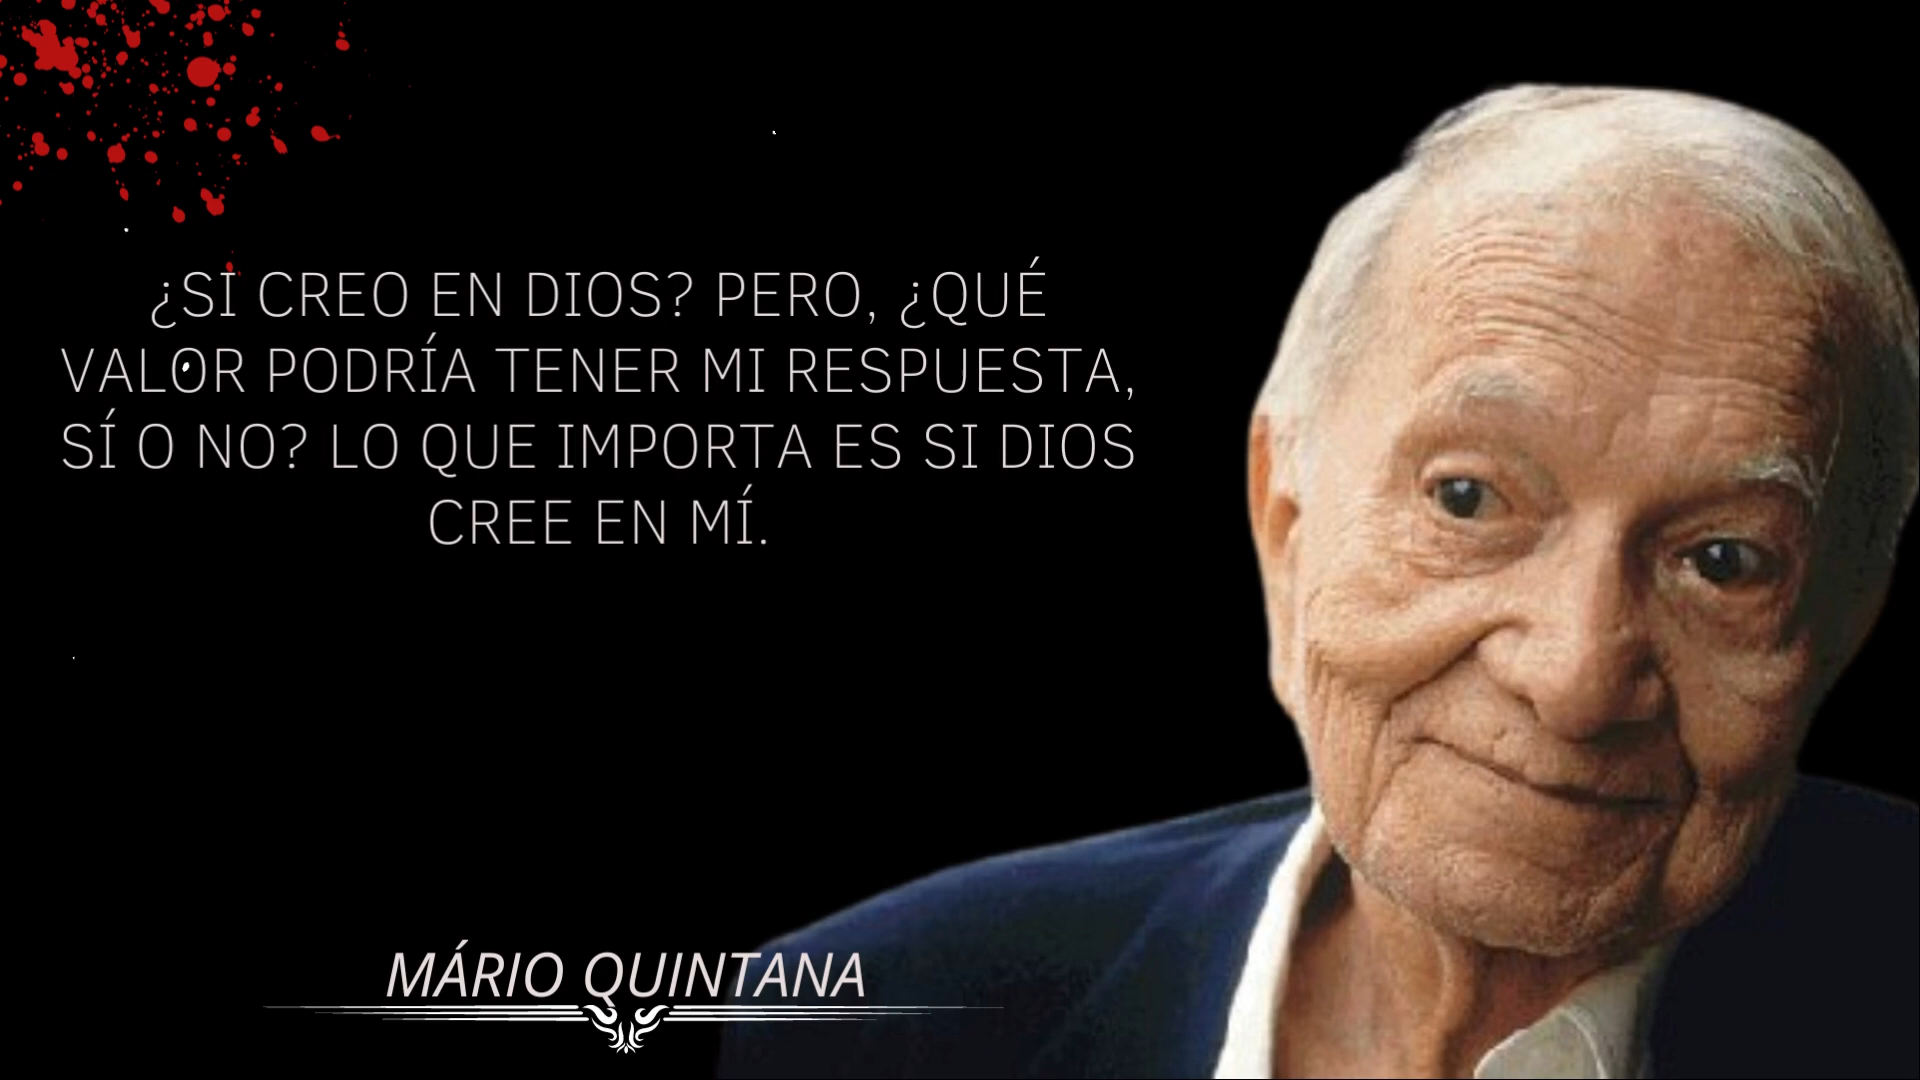 ¿SI CREO EN DIOS? PERO, ¿QUÉ
VALOR PODRÍA TENER MI RESPUESTA,
SÍ O NO? LO QUE IMPORTA ES SI DIOS
CREE EN MÍ.
MÁRIO QUINTANA